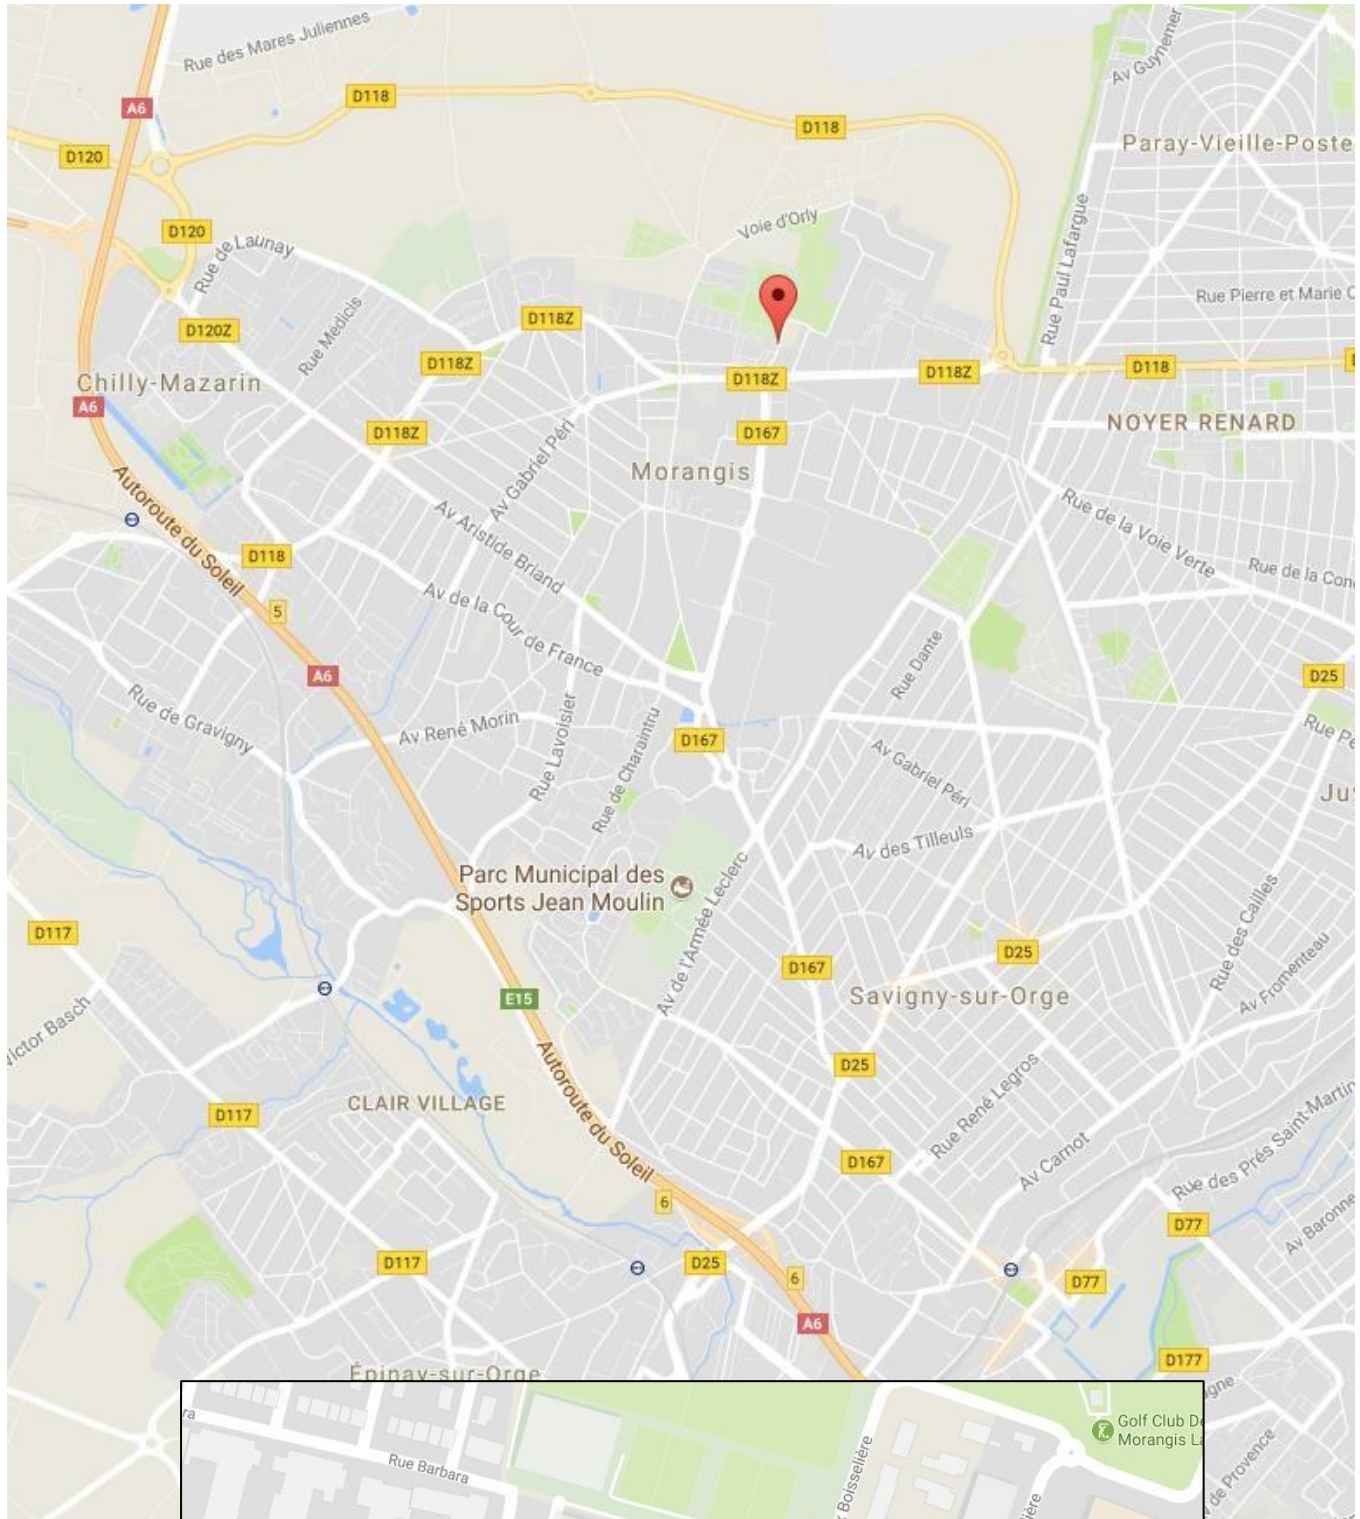 Rue des Mares Juliennes
Av Guynemer
A6
D118
D118
D120
Paray-Vieille-Poste
Voie d'Orly
D120
Rue de Launay
Rue Paul Lafargue
Rue Médicis
D118Z
Rue Pierre et Marie C
D120Z
D118Z
D118Z
D118Z
D118
Chilly-Mazarin
A6
NOYER RENARD
D118Z
Av Gabriel Péri
D167
Morangis
Autoroute du Soleil
Av Aristide Briand
Rue de la Voie Verte
D118
Rue de la Con
5
Av de la Cour de France
Rue Dante
A6
D25
Rue de Gravigny
Av René Morin
Rue Lavoisier
Rue de Charaintru
D167
Rue Pe
Av Gabriel Péri
Av des Tilleuls
Parc Municipal des
Sports Jean Moulin
Av de l'Armée Leclerc
Rue des Cailles
D117
D25
D167
Av Fromenteau
E15
Savigny-sur-Orge
Victor Basch
D25
Autoroute du Soleil
CLAIR VILLAGE
D117
Rue René Legros
Av Carnot
D167
Rue des Prés Saint-Martin
6
D77
Av Baronne
D117
D25
6
D77
A6
D177
Épinay-sur-Orge
ogne
ra
Golf Club De
Morangis La
Rue Barbara
Boisselière
ière
de Provence